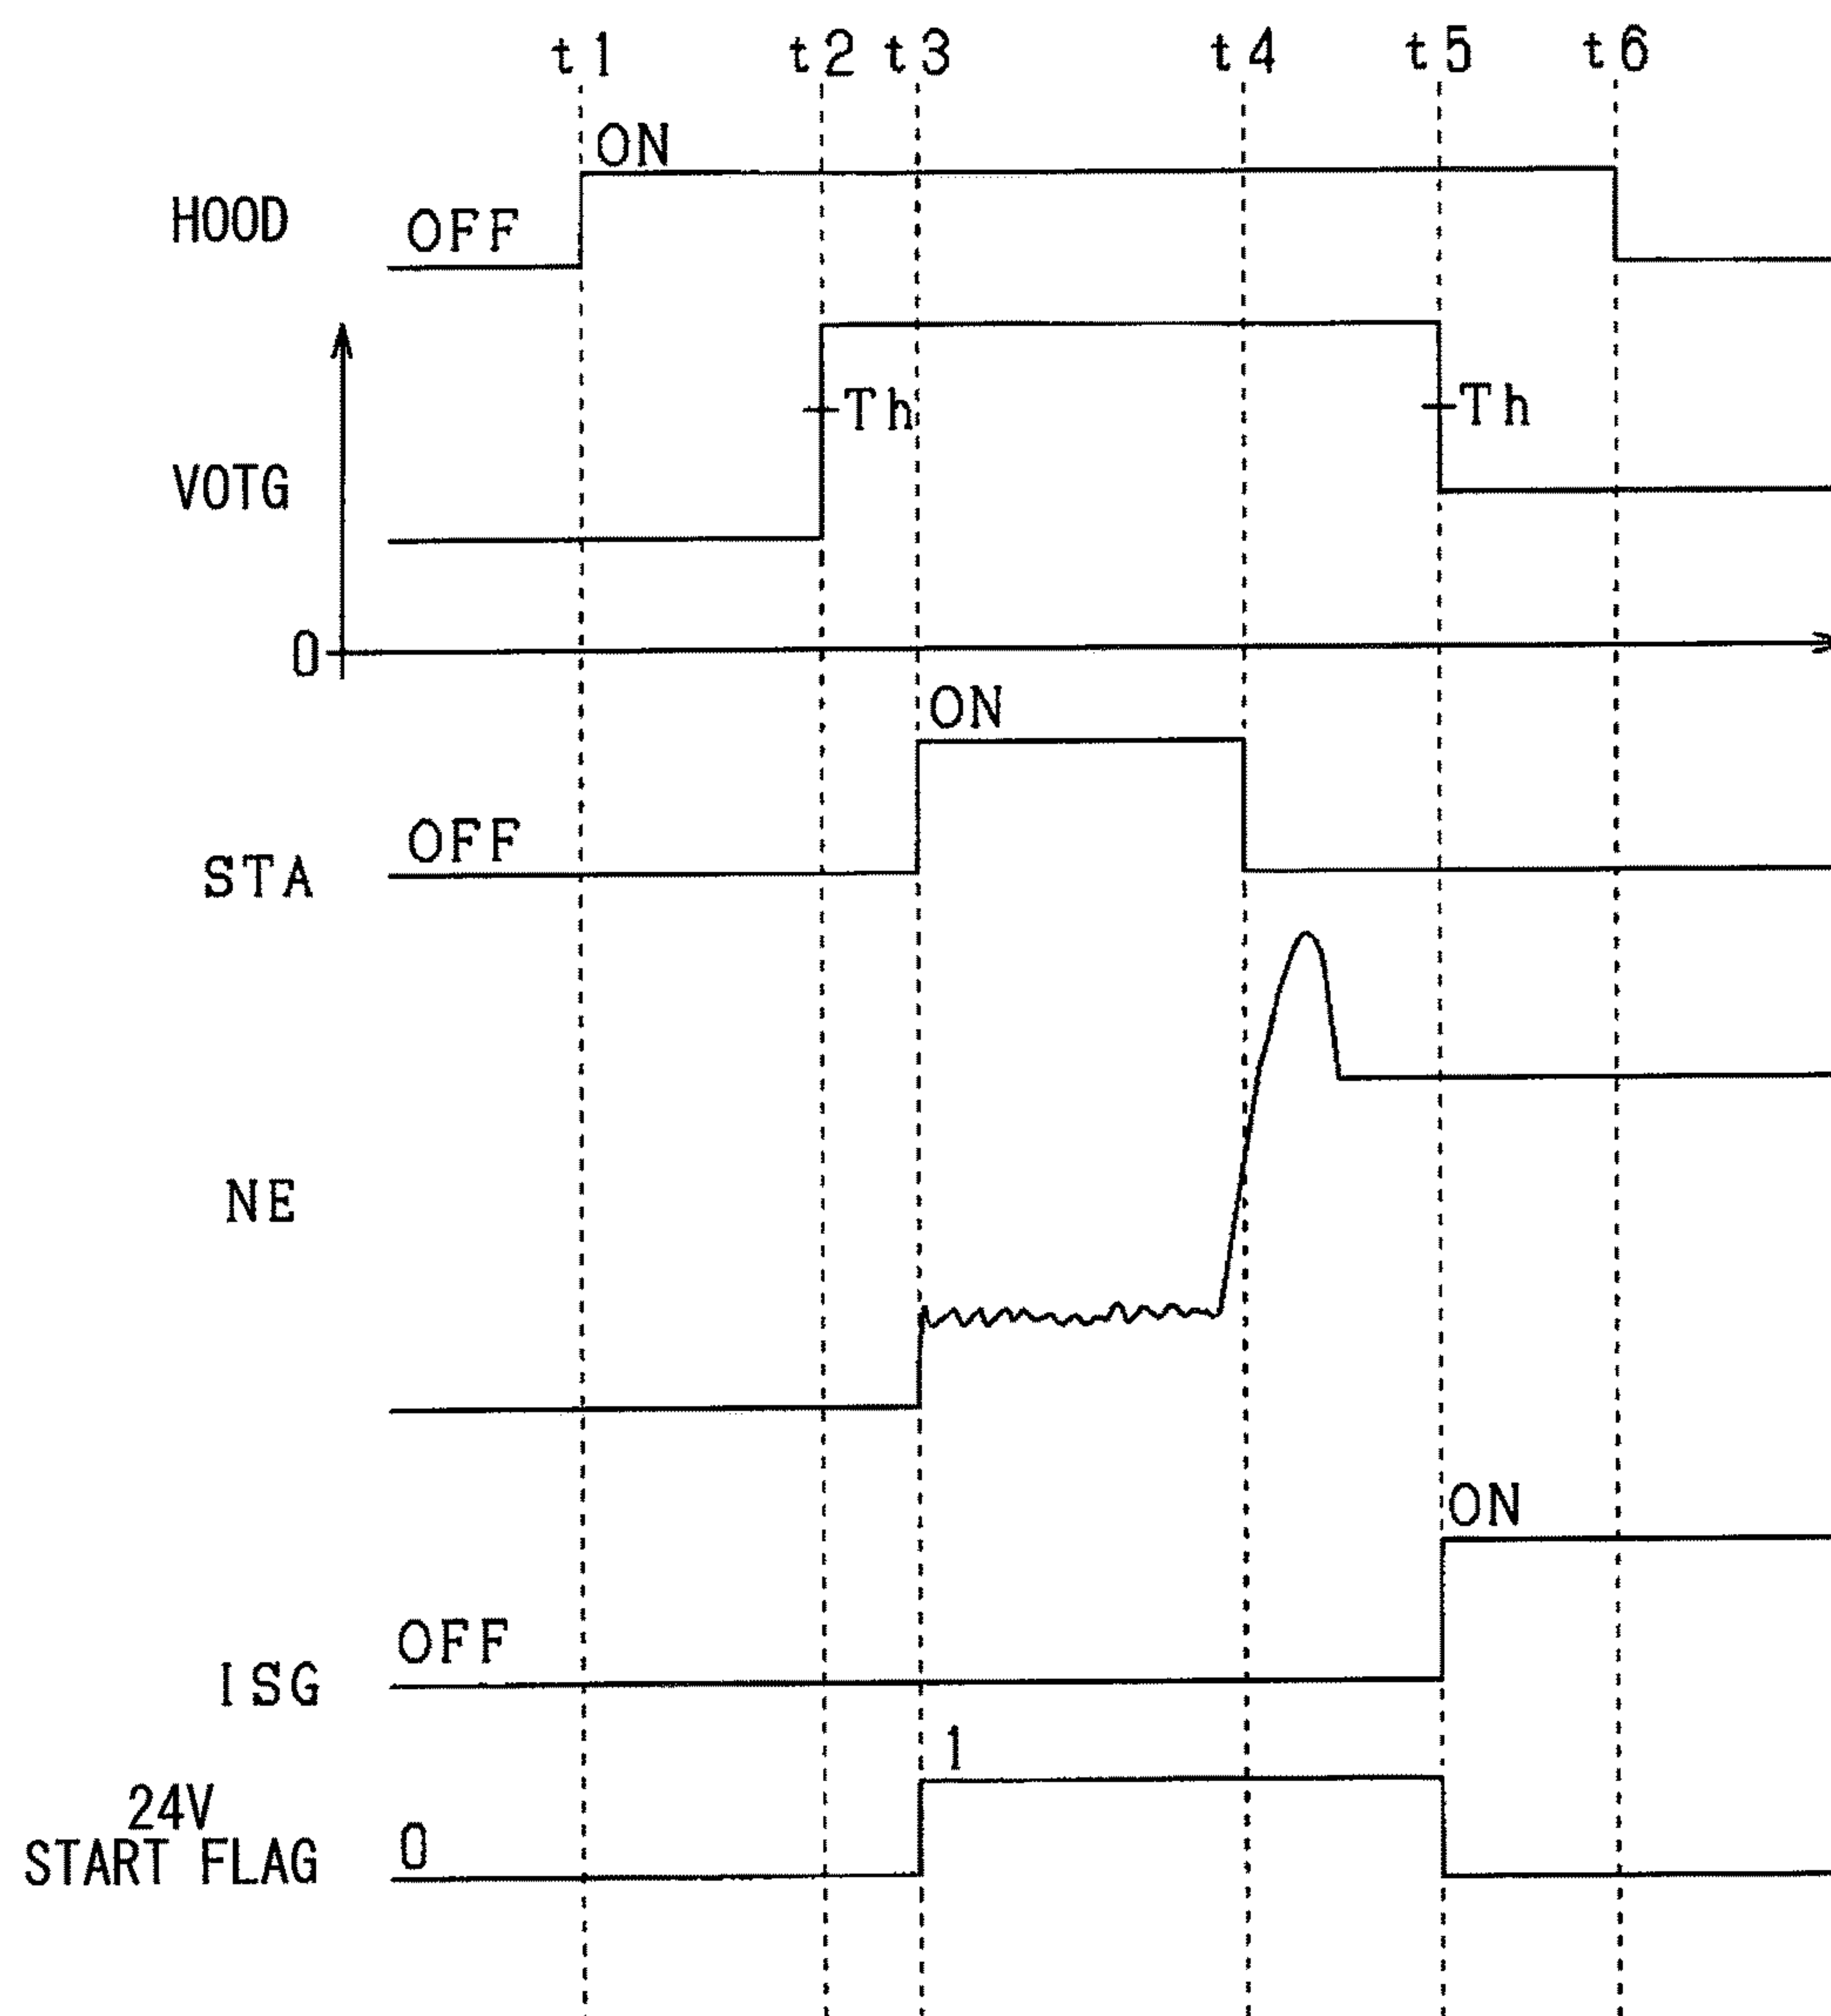 t1 t2 t3 t4 t5 t6
ON
HOOD OFF
Th Th
VOTG
0
ON
OFF
STA
NE
ON
OFF
ISG
1
24V
START FLAG 0